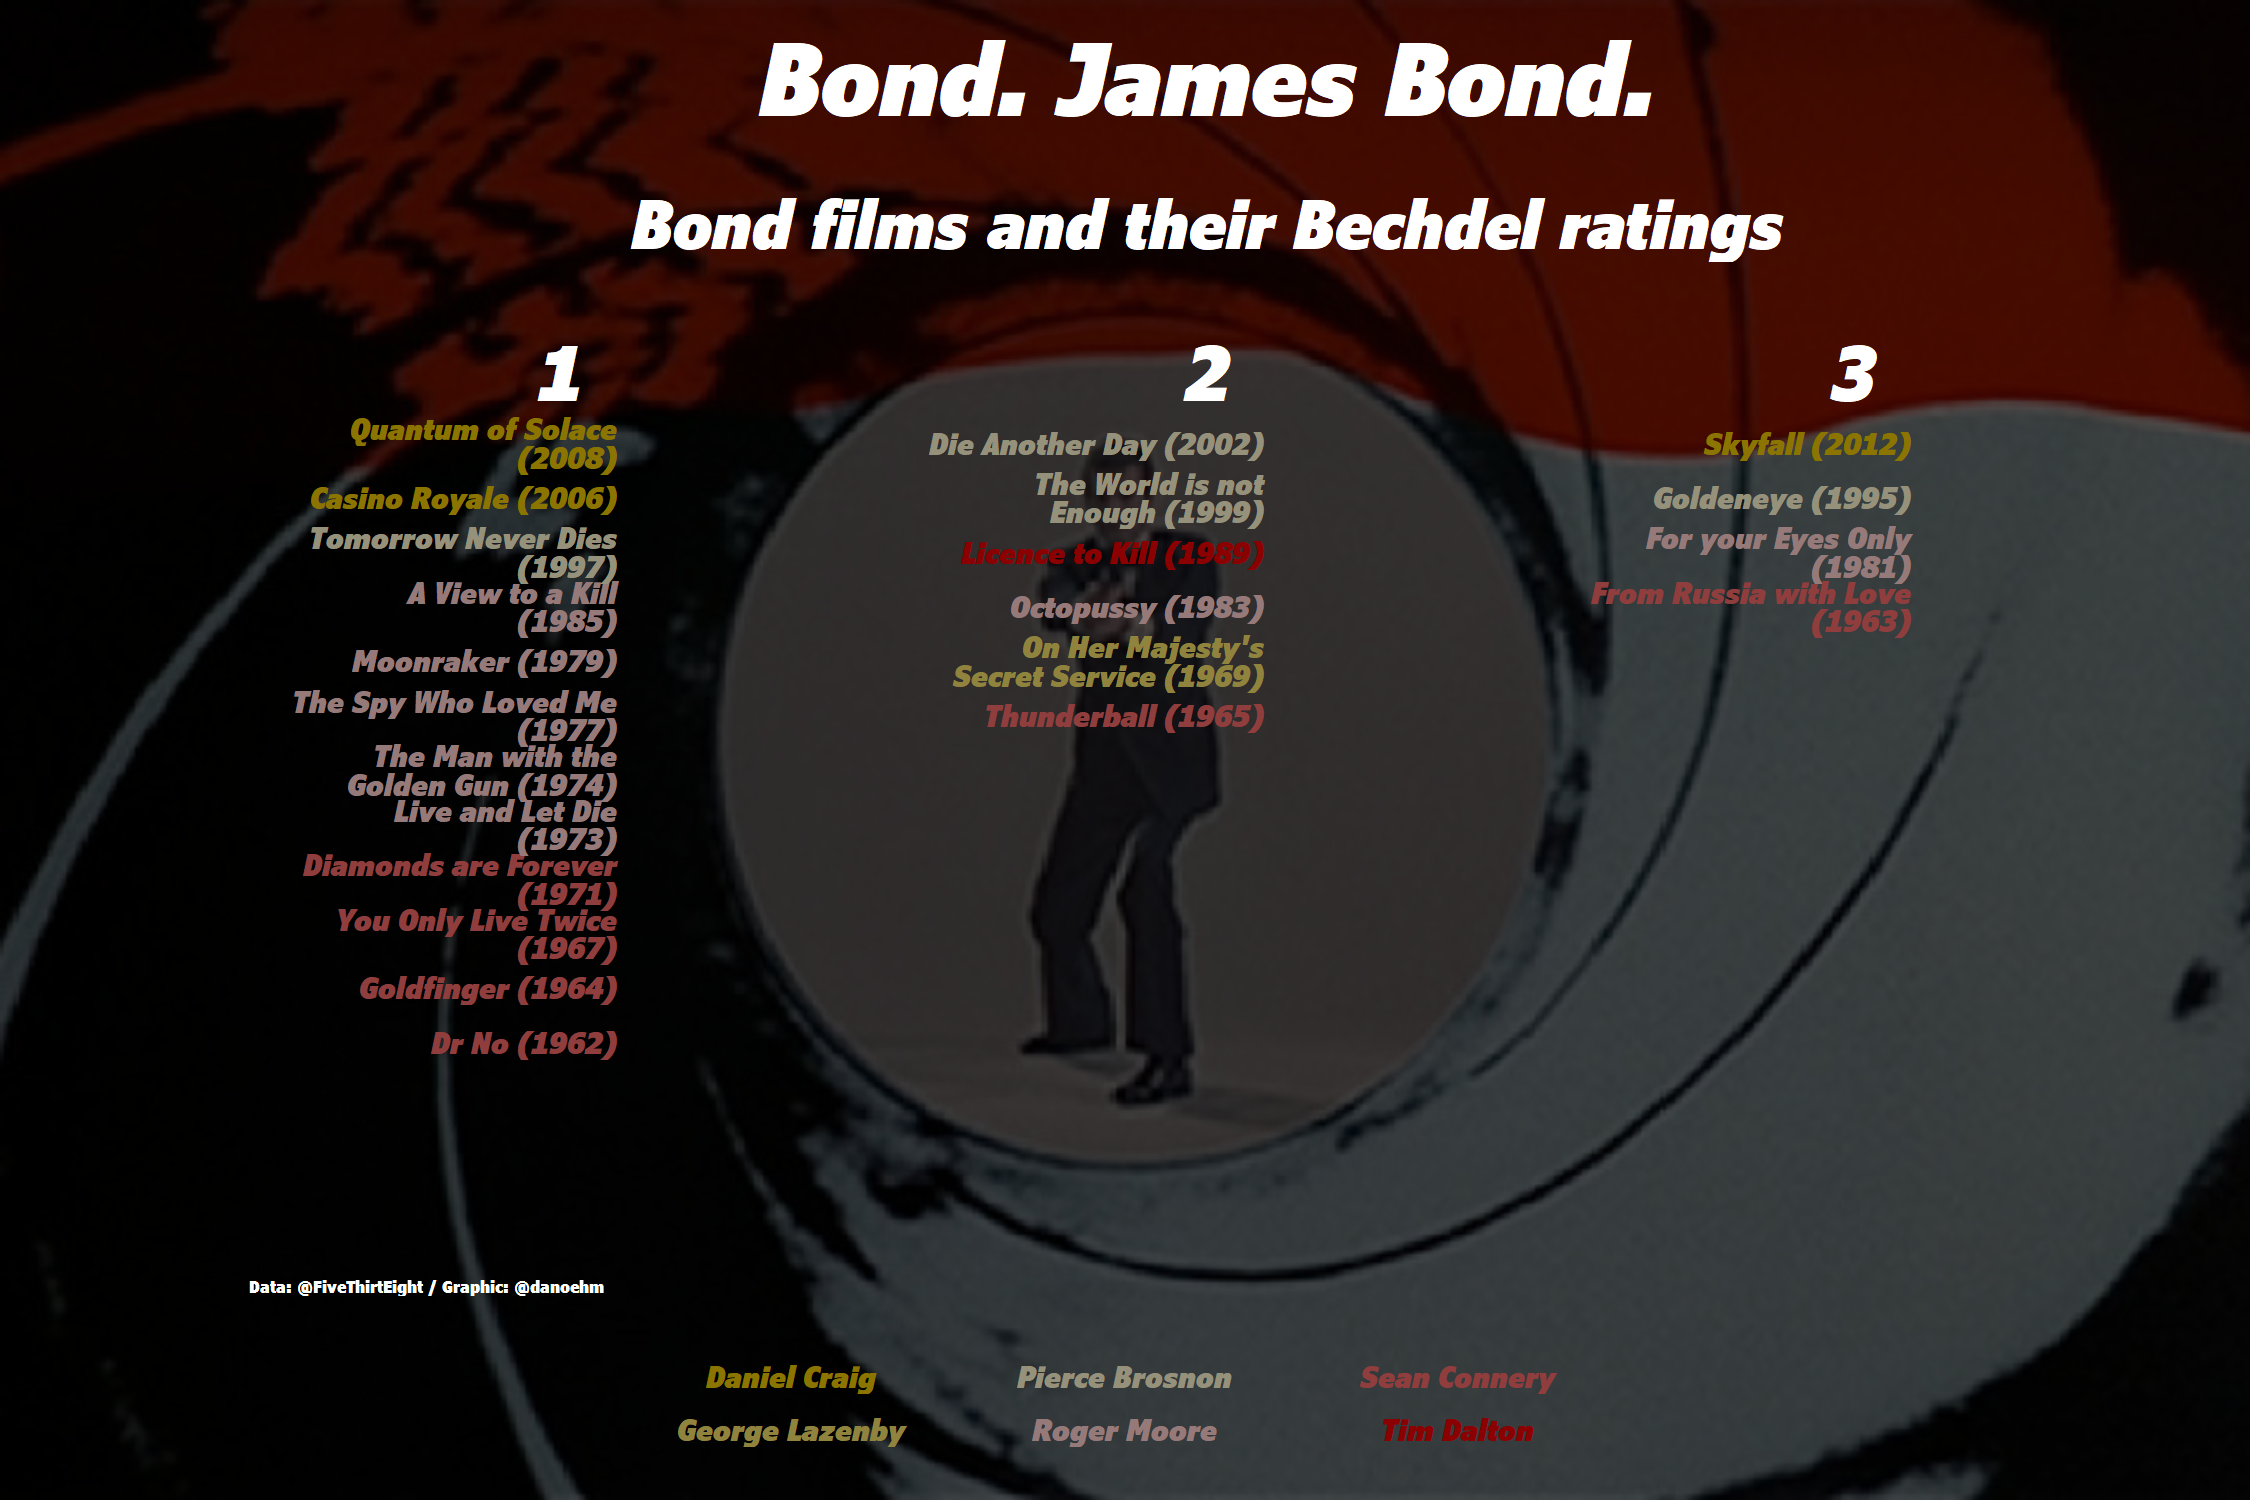 Bond. James Bond.
Bond films and their Bechdel ratings
1
Quantum of Solace
(2008)
Casino Royale (2006)
Tomorrow Never Dies
(1997)
A View to a Kill
(1985)
Moonraker (1979)
The Spy Who Loved Me
(1977)
The Man with the
Golden Gun (1974)
Live and Let Die
(1973)
Diamonds are Forever
(1971)
You Only Live Twice
(1967)
Goldfinger (1964)
Dr No (1962)
2
Die Another Day (2002)
The World is not
Enough (1999)
Licence to Kill (1989)
Octopussy (1983)
On Her Majesty's
Secret Service (1969)
Thunderball (1965)
3
Skyfall (2012)
Goldeneye (1995)
For your Eyes Only
(1981)
From Russia with Love
(1963)
Data: @FiveThirtEight / Graphic: @danoehm
Daniel Craig
Pierce Brosnon
Sean Connery
George Lazenby
Roger Moore
Tim Dalton